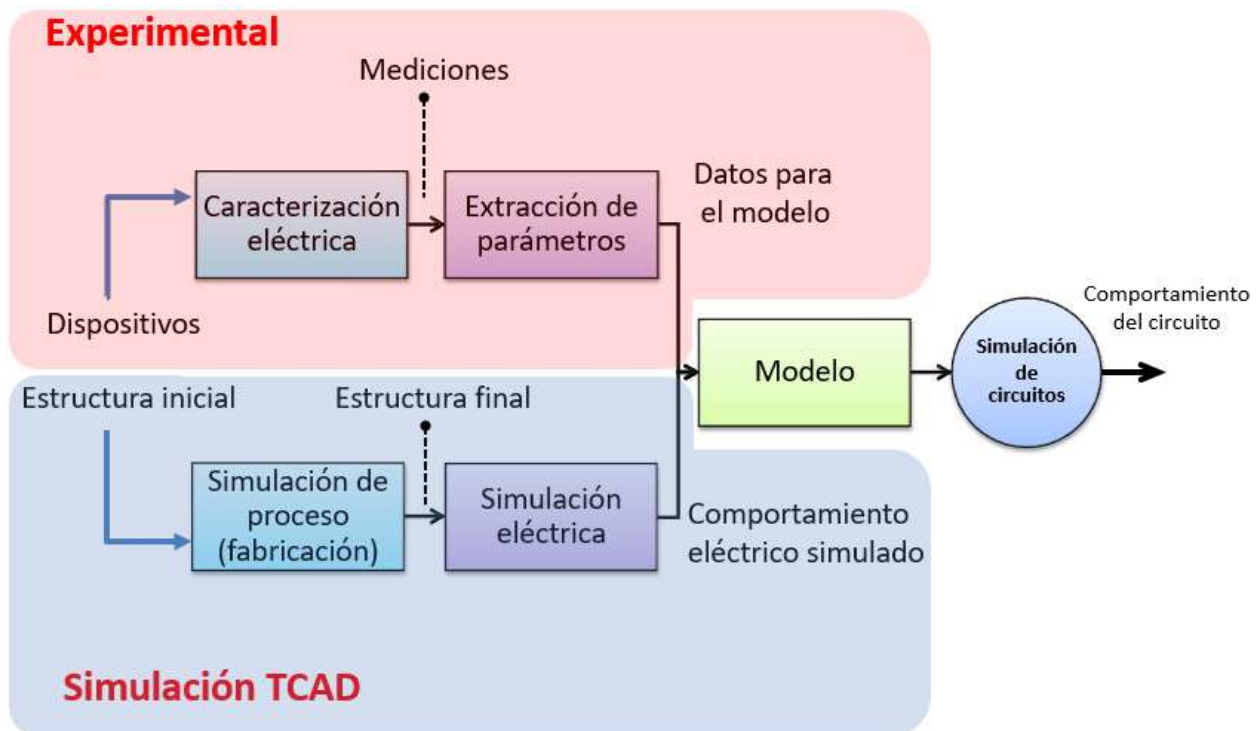 Experimental
Mediciones
Caracterización
eléctrica
Extracción de
parámetros
Datos para
el modelo
Dispositivos
Modelo
Simulación
de
circuitos
Comportamiento
del circuito
Estructura inicial
Estructura final
Simulación de
proceso
(fabricación)
Simulación
eléctrica
Comportamiento
eléctrico simulado
Simulación TCAD